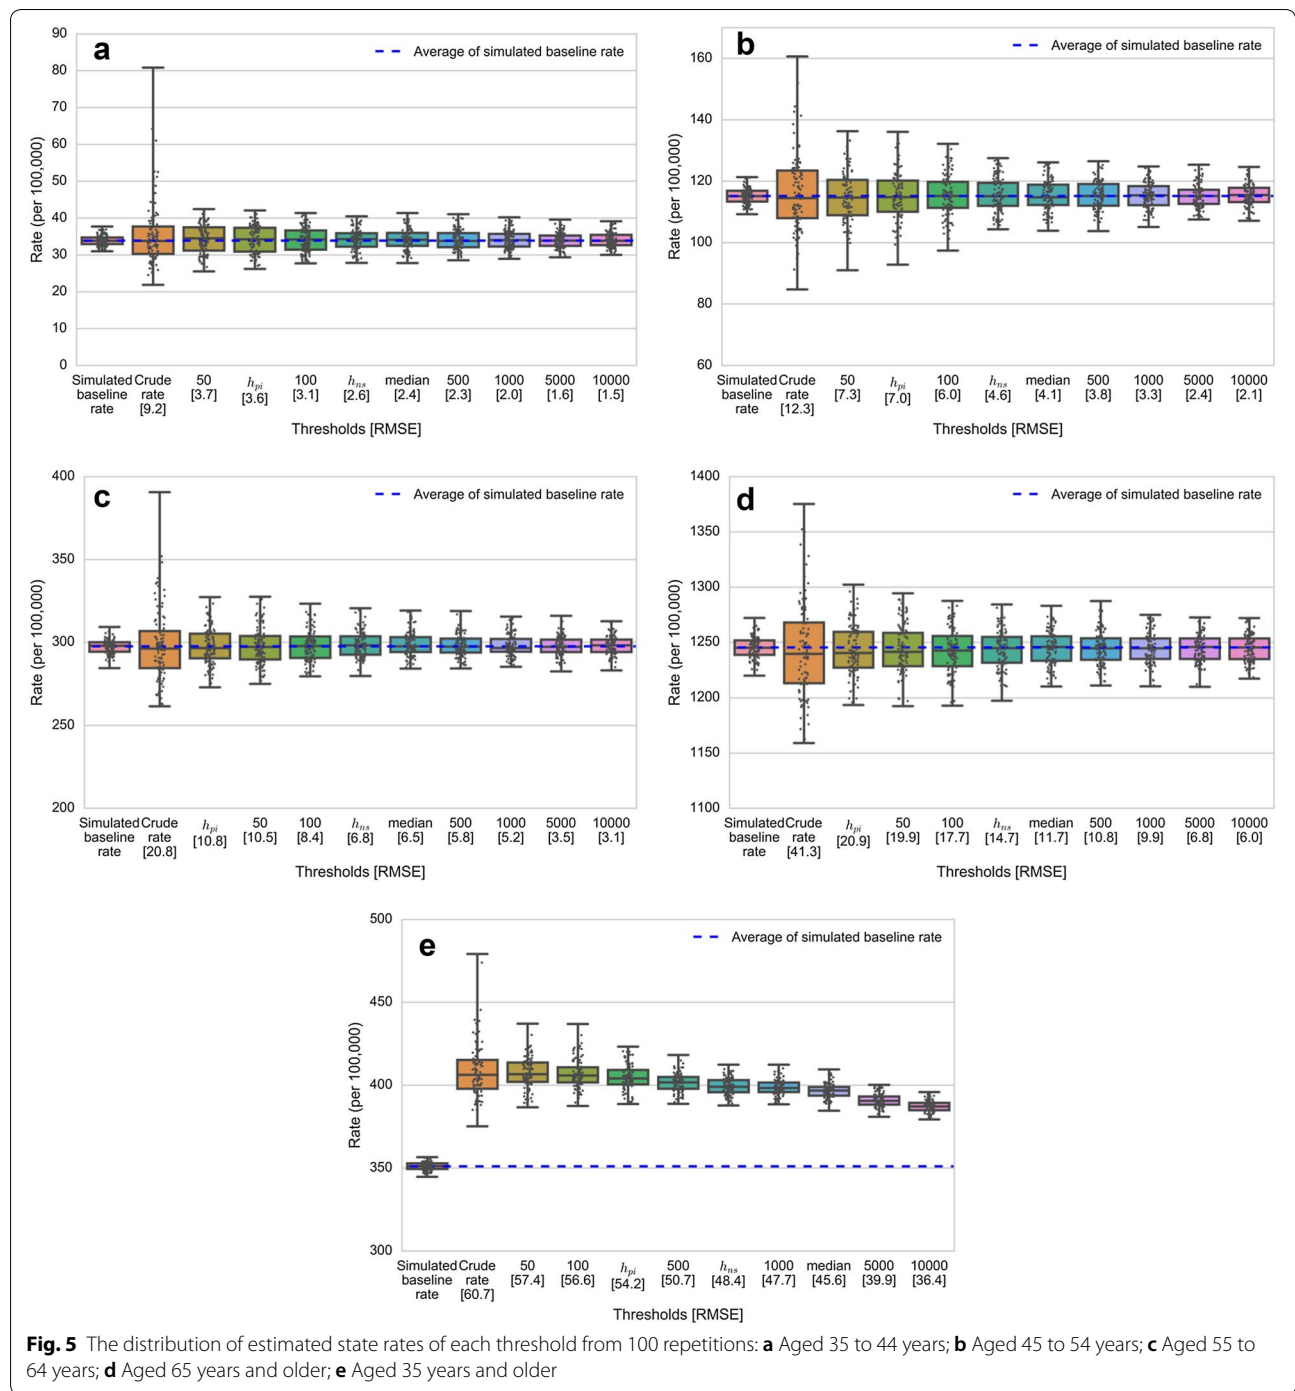 a
Average of simulated baseline rate
Rate (per 100,000)
90
80
70
60
50
40
30
20
10
0
Simulated baseline rate
Crude rate [9.2]
50 [3.7]
h_pi [3.6]
100 [3.1]
h_ns [2.6]
median [2.4]
500 [2.3]
1000 [2.0]
5000 [1.6]
10000 [1.5]
Thresholds [RMSE]
b
Average of simulated baseline rate
Rate (per 100,000)
160
140
120
100
80
60
Simulated baseline rate
Crude rate [12.3]
50 [7.3]
h_pi [7.0]
100 [6.0]
h_ns [4.6]
median [4.1]
500 [3.8]
1000 [3.3]
5000 [2.4]
10000 [2.1]
Thresholds [RMSE]
c
Average of simulated baseline rate
Rate (per 100,000)
400
350
300
250
200
Simulated baseline rate
Crude rate [20.8]
h_pi [10.8]
50 [10.5]
100 [8.4]
h_ns [6.8]
median [6.5]
500 [5.8]
1000 [5.2]
5000 [3.5]
10000 [3.1]
Thresholds [RMSE]
d
Average of simulated baseline rate
Rate (per 100,000)
1400
1350
1300
1250
1200
1150
1100
Simulated baseline rate
Crude rate [41.3]
h_pi [20.9]
50 [19.9]
100 [17.7]
h_ns [14.7]
median [11.7]
500 [10.8]
1000 [9.9]
5000 [6.8]
10000 [6.0]
Thresholds [RMSE]
e
Average of simulated baseline rate
Rate (per 100,000)
500
450
400
350
300
Simulated baseline rate
Crude rate [60.7]
50 [57.4]
100 [56.6]
h_pi [54.2]
500 [50.7]
h_ns [48.4]
1000 [47.7]
median [45.6]
5000 [39.9]
10000 [36.4]
Thresholds [RMSE]
Fig. 5 The distribution of estimated state rates of each threshold from 100 repetitions: a Aged 35 to 44 years; b Aged 45 to 54 years; c Aged 55 to
64 years; d Aged 65 years and older; e Aged 35 years and older